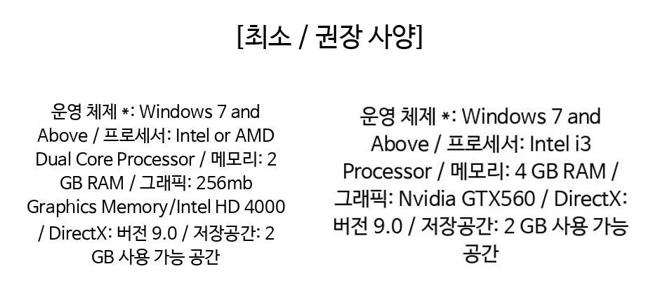 [최소 / 권장 사양]
운영 체제 *: Windows 7 and
Above / 프로세서: Intel or AMD
Dual Core Processor / 메모리: 2
GB RAM / 그래픽: 256mb
Graphics Memory/Intel HD 4000
/ DirectX: 버전 9.0 / 저장공간: 2
GB 사용 가능 공간
운영 체제 *: Windows 7 and
Above / 프로세서: Intel i3
Processor / 메모리: 4 GB RAM /
그래픽: Nvidia GTX560 / DirectX:
버전 9.0 / 저장공간: 2 GB 사용 가능
공간